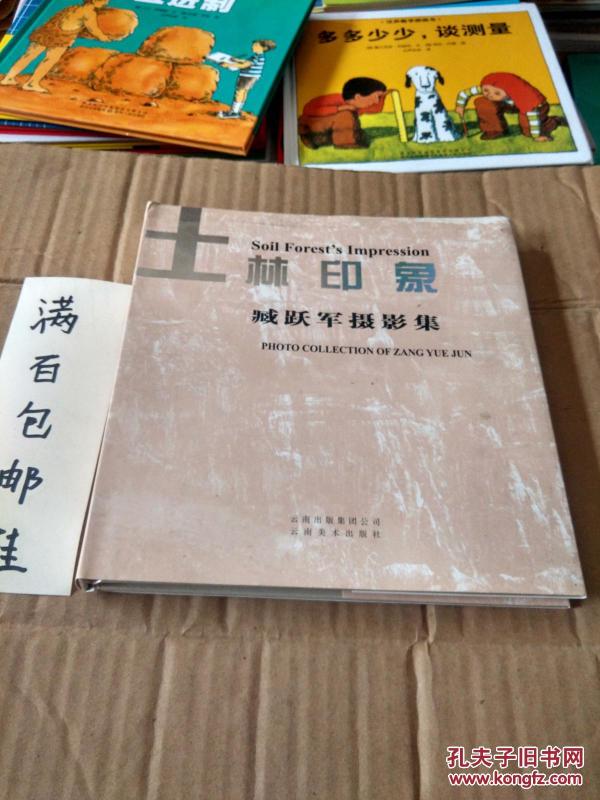 进制
多多少少，谈测量
土林印象
Soil Forest's Impression
臧跃军摄影集
PHOTO COLLECTION OF ZANG YUE JUN
云南出版集团公司
云南美术出版社
满
百
包
邮
孔夫子旧书网
www.kongfz.com